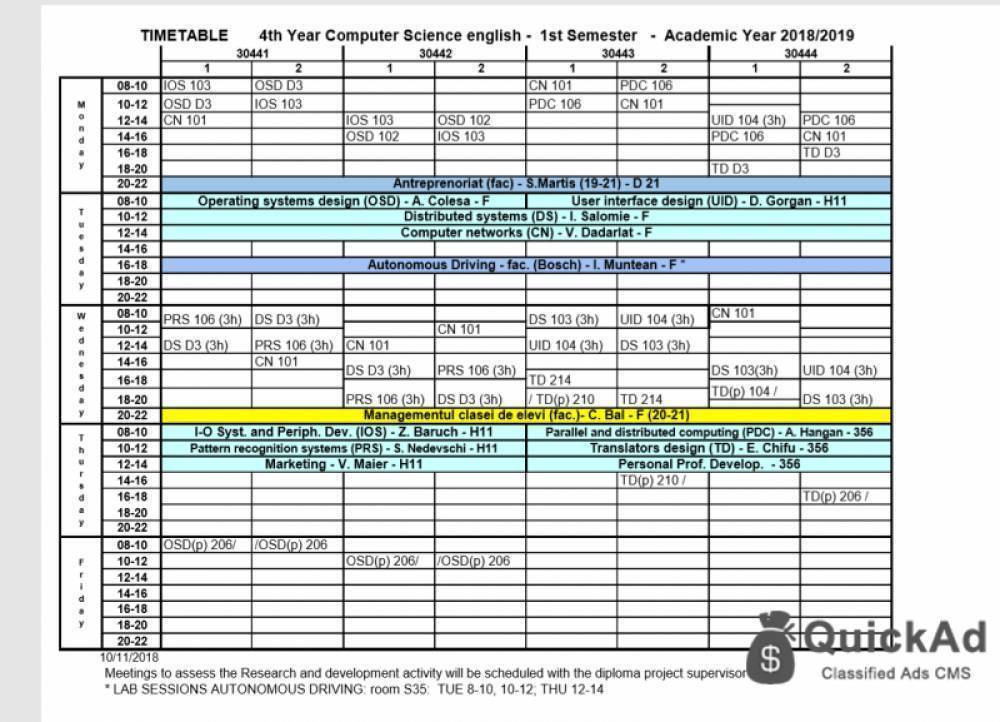 TIMETABLE 4th Year Computer Science english - 1st Semester - Academic Year 2018/2019
30441 30442 30443 30444
1 2 1 2 1 2 1 2
Monday
08-10 IOS 103 OSD D3 CN 101 PDC 106
10-12 OSD D3 IOS 103 PDC 106 CN 101
12-14 CN 101 IOS 103 OSD 102 UID 104 (3h) PDC 106
14-16 OSD 102 IOS 103 PDC 106 CN 101
16-18 TD D3
18-20 TD D3
20-22 Antreprenoriat (fac) - S.Martis (19-21) - D 21
Tuesday
08-10 Operating systems design (OSD) - A. Colesa - F User interface design (UID) - D. Gorgan - H11
10-12 Distributed systems (DS) - I. Salomie - F
12-14 Computer networks (CN) - V. Dadarlat - F
14-16
16-18 Autonomous Driving - fac. (Bosch) - I. Muntean - F *
18-20
20-22
Wednesday
08-10 PRS 106 (3h) DS D3 (3h) DS 103 (3h) UID 104 (3h) CN 101
10-12 CN 101
12-14 DS D3 (3h) PRS 106 (3h) CN 101 UID 104 (3h) DS 103 (3h)
14-16 CN 101 DS D3 (3h) PRS 106 (3h) DS 103(3h) UID 104 (3h)
16-18 TD 214
18-20 PRS 106 (3h) DS D3 (3h) / TD(p) 210 TD 214 TD(p) 104 / DS 103 (3h)
20-22 Managementul clasei de elevi (fac.)- C. Bal - F (20-21)
Thursday
08-10 I-O Syst. and Periph. Dev. (IOS) - Z. Baruch - H11 Parallel and distributed computing (PDC) - A. Hangan - 356
10-12 Pattern recognition systems (PRS) - S. Nedevschi - H11 Translators design (TD) - E. Chifu - 356
12-14 Marketing - V. Maier - H11 Personal Prof. Develop. - 356
14-16 TD(p) 210 /
16-18 TD(p) 206 /
18-20
20-22
Friday
08-10 OSD(p) 206/ /OSD(p) 206
10-12 OSD(p) 206/ /OSD(p) 206
12-14
14-16
16-18
18-20
20-22
10/11/2018
Meetings to assess the Research and development activity will be scheduled with the diploma project supervisor
* LAB SESSIONS AUTONOMOUS DRIVING: room S35: TUE 8-10, 10-12; THU 12-14
$ QuickAd
Classified Ads CMS